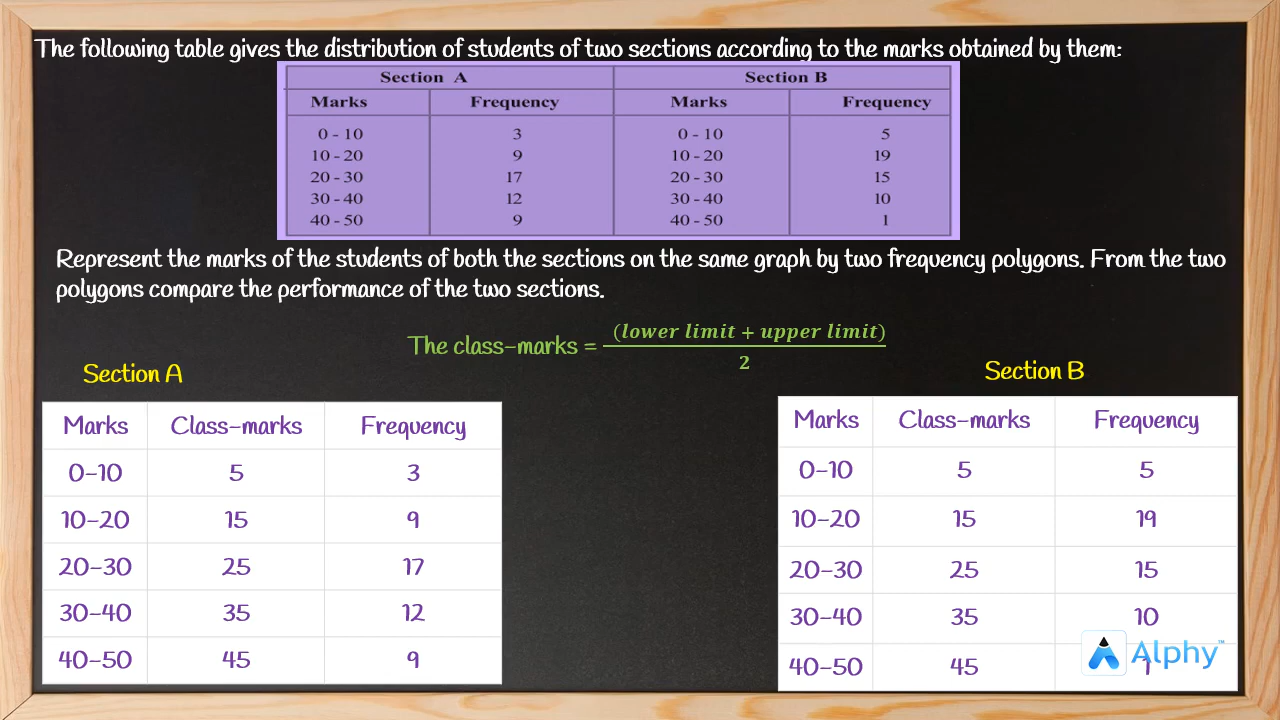 The following table gives the distribution of students of two sections according to the marks obtained by them:
Section A Section B
Marks Frequency Marks Frequency
0 - 10 3 0 - 10 5
10 - 20 9 10 - 20 19
20 - 30 17 20 - 30 15
30 - 40 12 30 - 40 10
40 - 50 9 40 - 50 1
Represent the marks of the students of both the sections on the same graph by two frequency polygons. From the two
polygons compare the performance of the two sections.
The class-marks = (lower limit + upper limit)
2
Section A
Marks Class-marks Frequency
0-10 5 3
10-20 15 9
20-30 25 17
30-40 35 12
40-50 45 9
Section B
Marks Class-marks Frequency
0-10 5 5
10-20 15 19
20-30 25 15
30-40 35 10
40-50 45 1
Alphy™